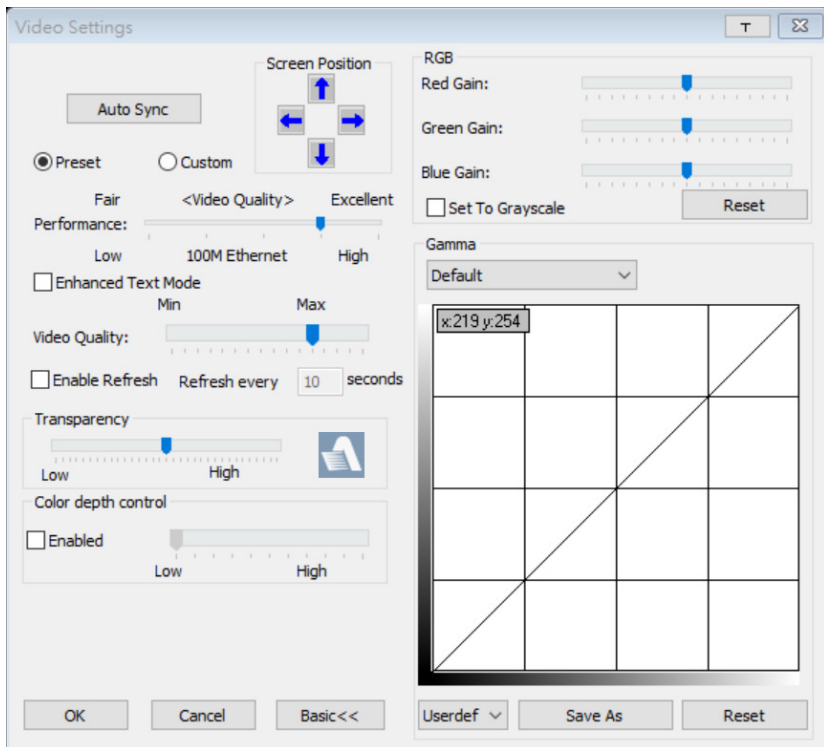 Video Settings
T
Screen Position
Auto Sync
Preset Custom
Fair <Video Quality> Excellent
Performance:
Low 100M Ethernet High
Enhanced Text Mode
Min Max
Video Quality:
Enable Refresh Refresh every 10 seconds
Transparency
Low High
Color depth control
Enabled
Low High
OK Cancel Basic<<
RGB
Red Gain:
Green Gain:
Blue Gain:
Set To Grayscale Reset
Gamma
Default
x:219 y:254
Userdef Save As Reset